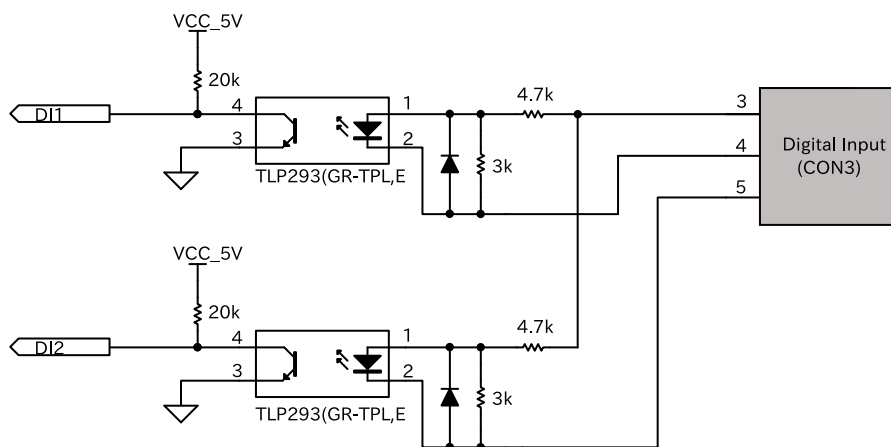 VCC_5V
20k
DI1
4
3
1
2
4.7k
3k
TLP293(GR-TPL,E
3
4
5
Digital Input
(CON3)
VCC_5V
20k
DI2
4
3
1
2
4.7k
3k
TLP293(GR-TPL,E